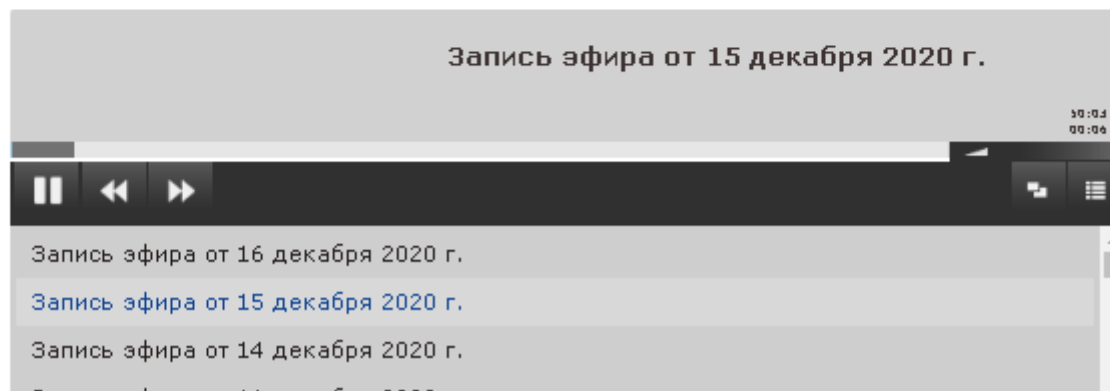 Запись эфира от 15 декабря 2020 г.
00:06
Запись эфира от 16 декабря 2020 г.
Запись эфира от 15 декабря 2020 г.
Запись эфира от 14 декабря 2020 г.